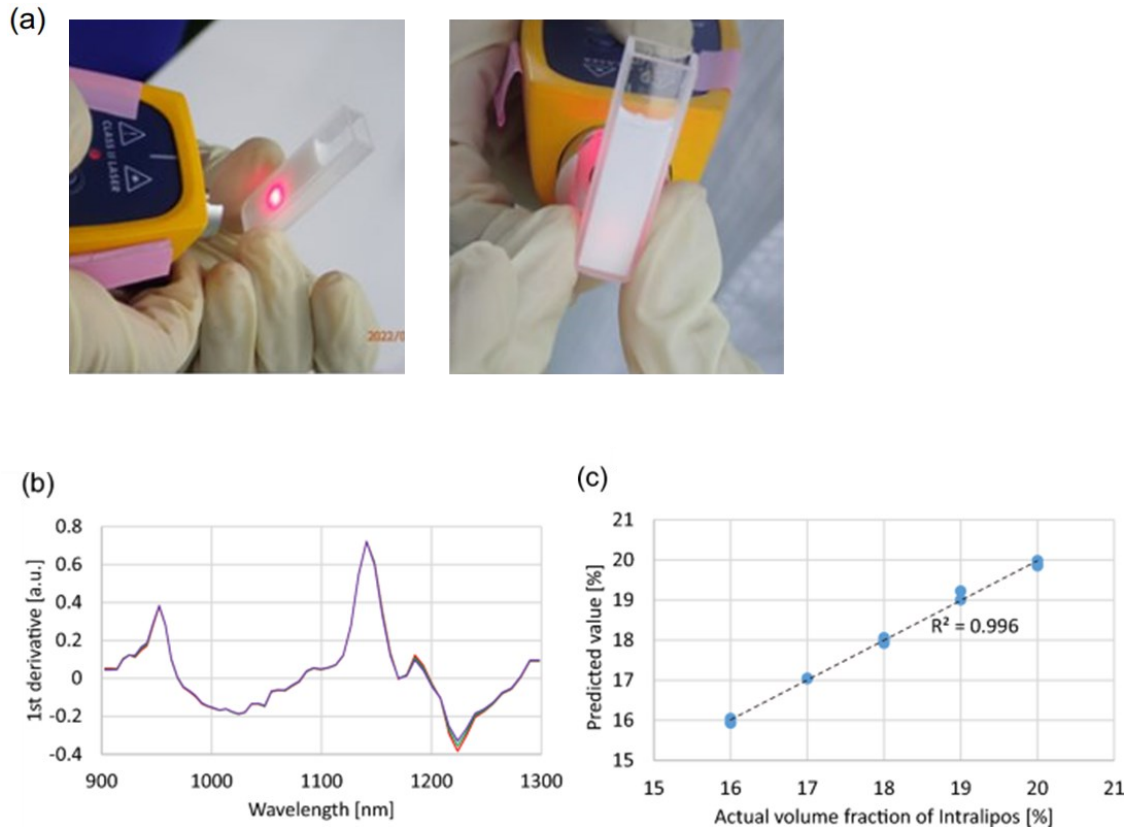 (a)
CLASS II LASER
2022/0
(b)
0.8
0.6
0.4
0.2
0
-0.2
-0.4
1st derivative [a.u.]
900 1000 1100 1200 1300
Wavelength [nm]
(c)
21
20
19
18
17
16
15
Predicted value [%]
R² = 0.996
15 16 17 18 19 20 21
Actual volume fraction of Intralipos [%]